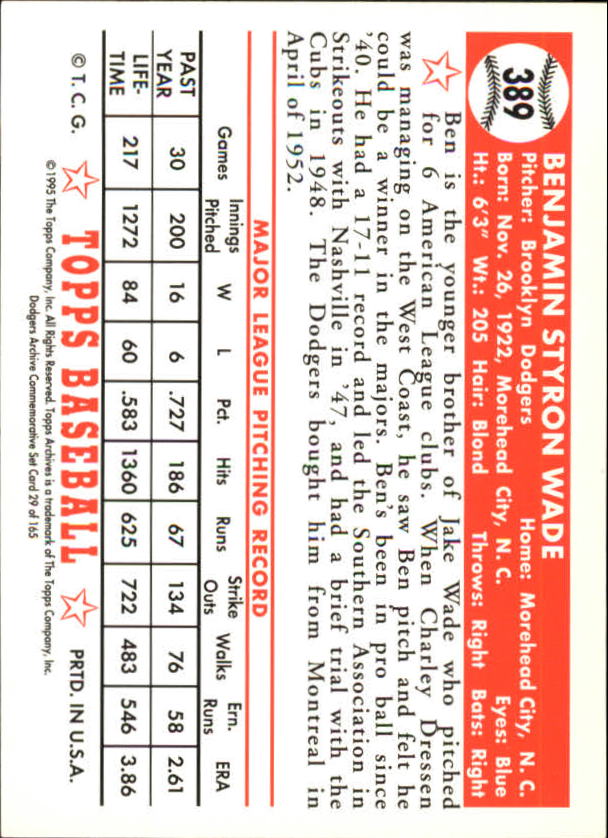 389
BENJAMIN STYRON WADE
Pitcher: Brooklyn Dodgers Home: Morehead City, N. C.
Born: Nov. 26, 1922, Morehead City, N. C. Eyes: Blue
Ht.: 6'3" Wt.: 205 Hair: Blond Throws: Right Bats: Right
Ben is the younger brother of Jake Wade who pitched
for 6 American League clubs. When Charley Dressen
was managing on the West Coast, he saw Ben pitch and felt he
could be a winner in the majors. Ben's been in pro ball since
'40. He had a 17-11 record and led the Southern Association in
Strikeouts with Nashville in '47, and had a brief trial with the
Cubs in 1948. The Dodgers bought him from Montreal in
April of 1952.
MAJOR LEAGUE PITCHING RECORD
Games Innings Pitched W L Pct. Hits Runs Strike Outs Walks Ern. Runs ERA
PAST YEAR 30 200 16 6 .727 186 67 134 76 58 2.61
LIFE-TIME 217 1272 84 60 .583 1360 625 722 483 546 3.86
© T. C. G. TOPPS BASEBALL PRTD. IN U.S.A.
©1995 The Topps Company, Inc. All Rights Reserved. Topps Archives is a trademark of The Topps Company, Inc.
Dodgers Archive Commemorative Set Card 29 of 165